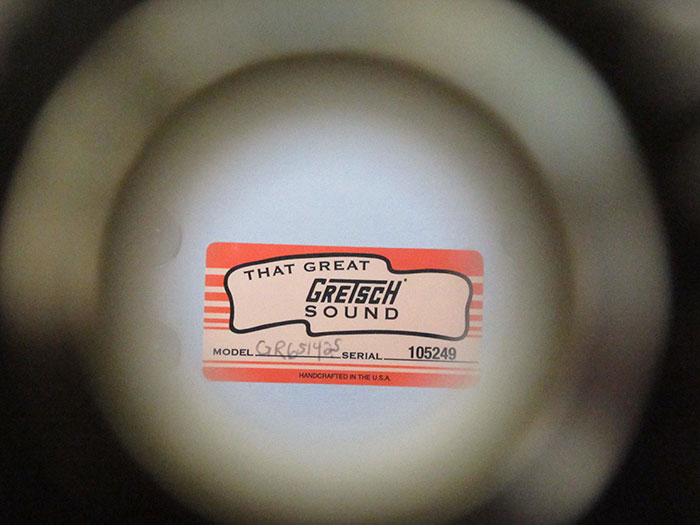 THAT GREAT
GRETSCH
SOUND
MODEL GR651425 SERIAL 105249
HANDCRAFTED IN THE U.S.A.